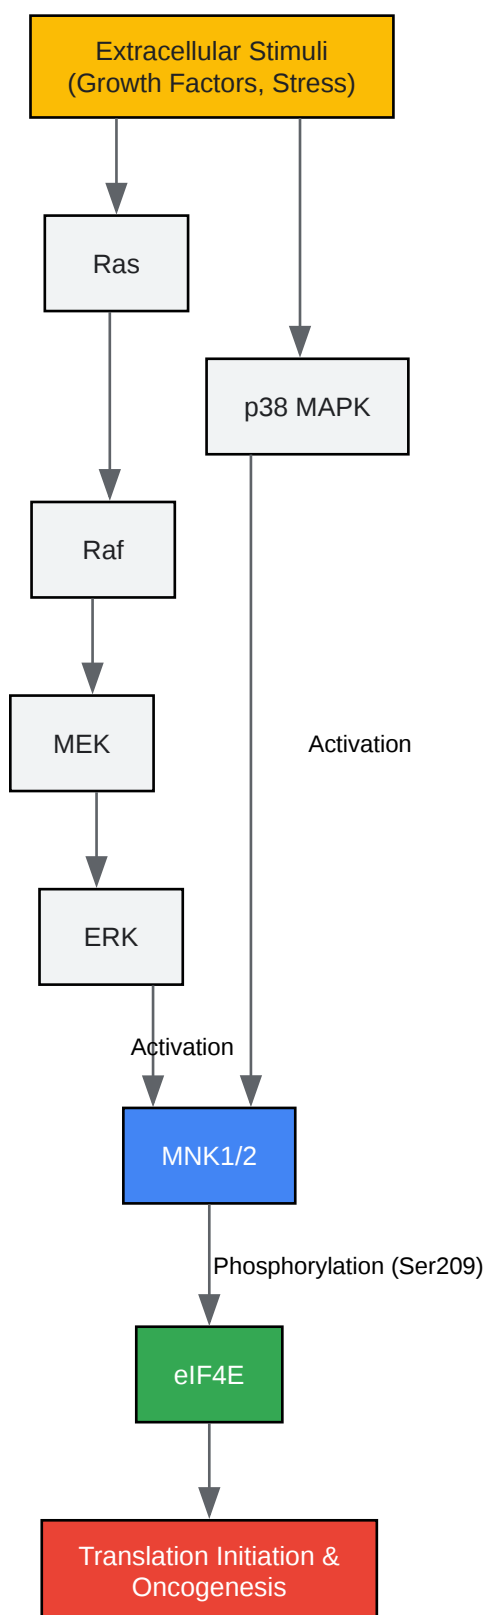 Extracellular Stimuli
(Growth Factors, Stress)
Ras
p38 MAPK
Raf
MEK
Activation
ERK
Activation
MNK1/2
Phosphorylation (Ser209)
eIF4E
Translation Initiation &
Oncogenesis